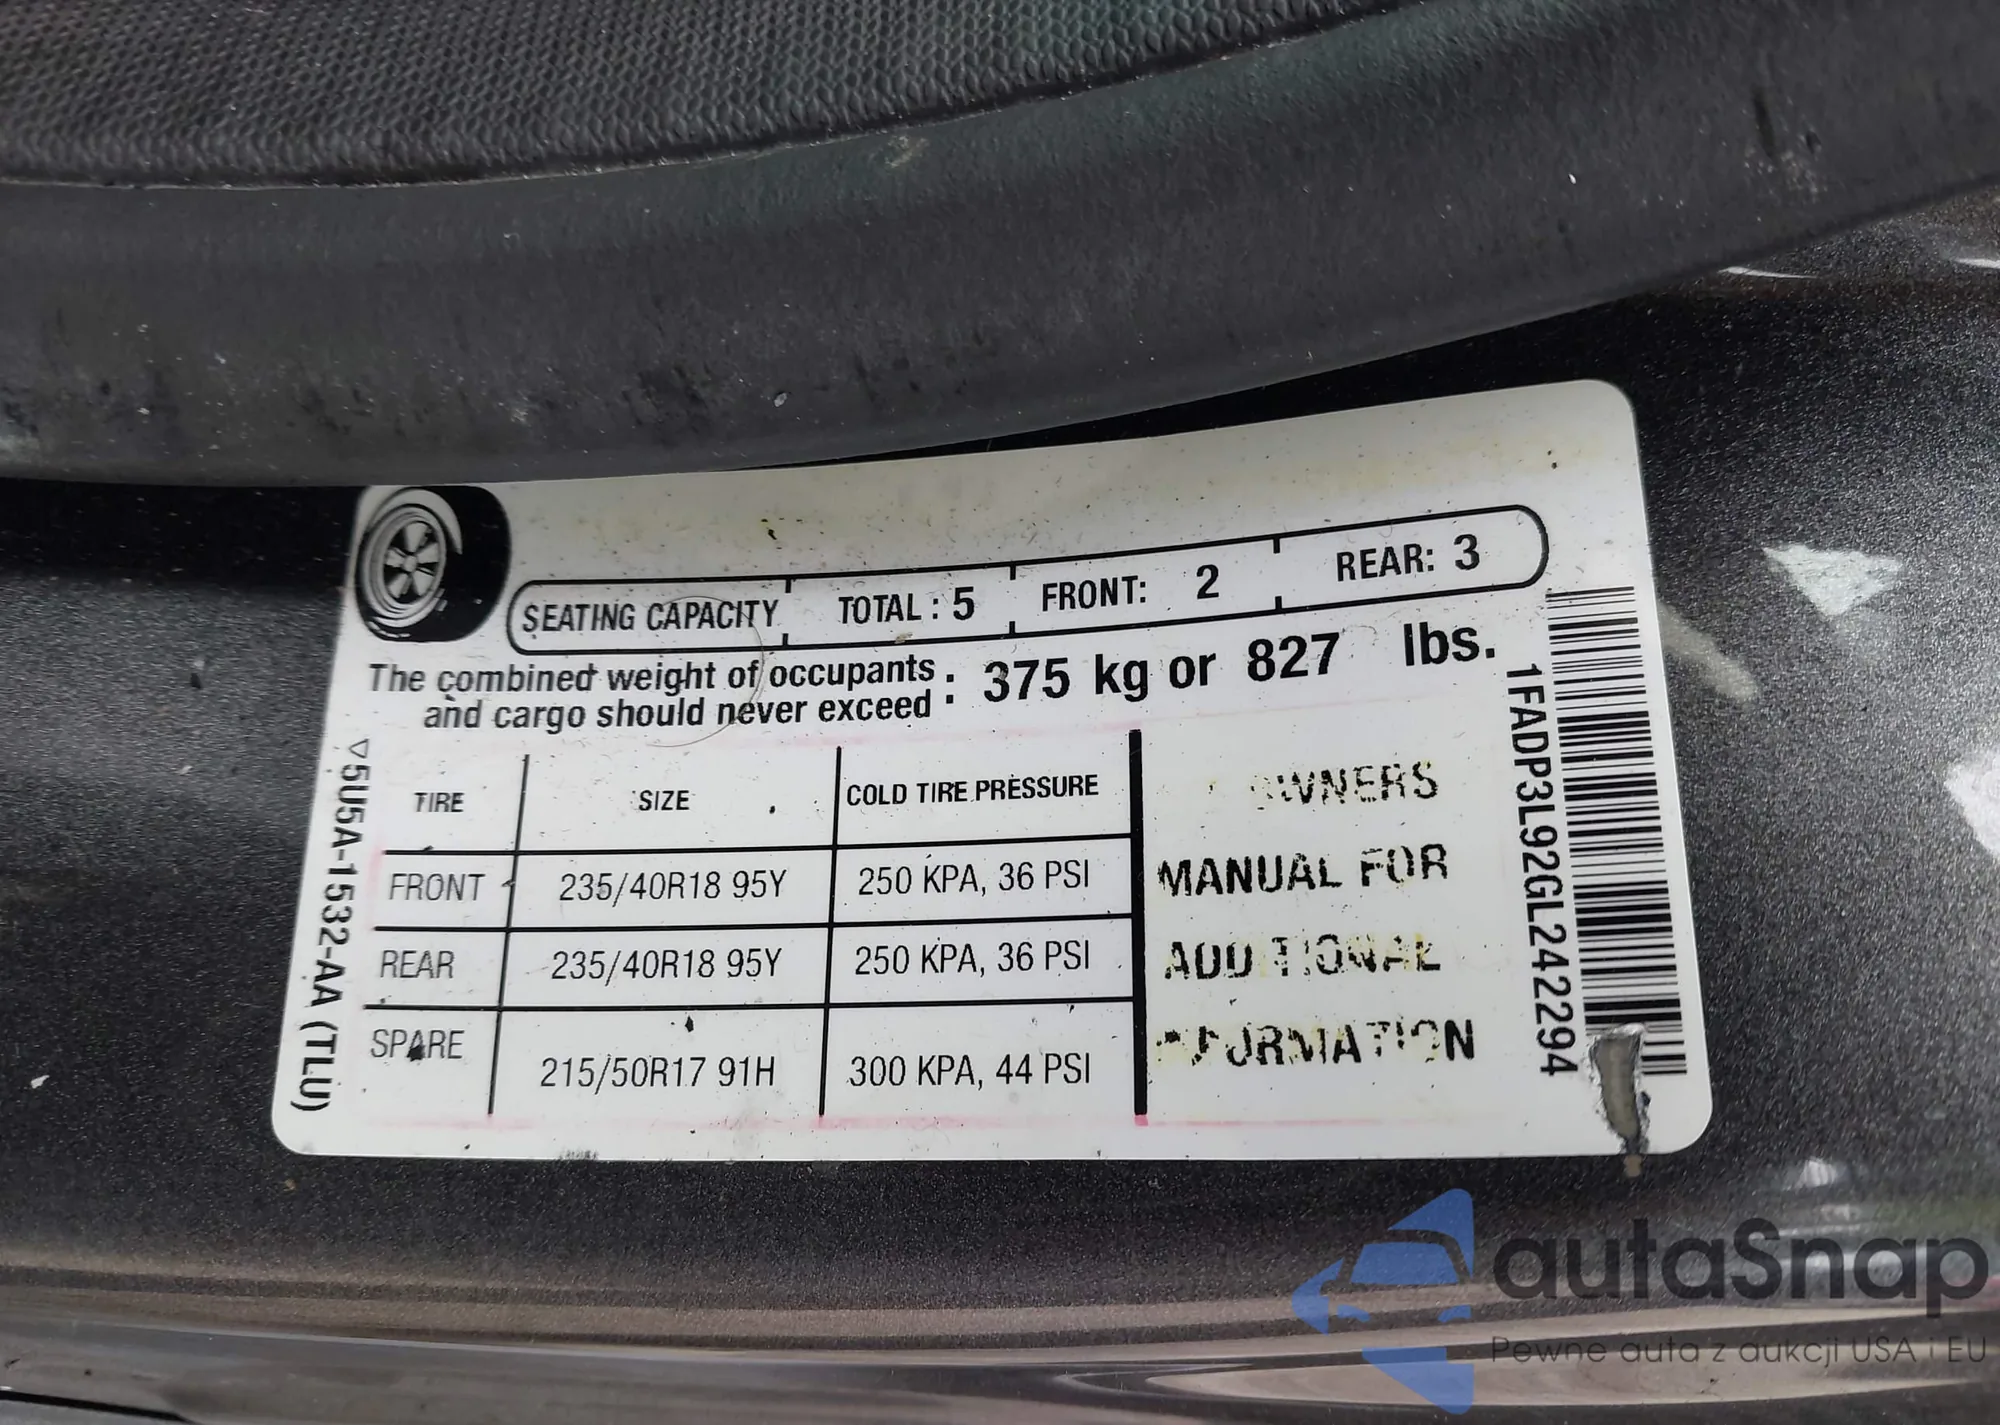 SEATING CAPACITY TOTAL : 5 FRONT: 2 REAR: 3
The combined weight of occupants
and cargo should never exceed : 375 kg or 827 lbs.
TIRE SIZE COLD TIRE PRESSURE
FRONT 235/40R18 95Y 250 KPA, 36 PSI
REAR 235/40R18 95Y 250 KPA, 36 PSI
SPARE 215/50R17 91H 300 KPA, 44 PSI
OWNERS
MANUAL FOR
ADDITIONAL
INFORMATION
5U5A-1532-AA (TLU)
1FADP3L92GL242294
autaSnap
Pewne auta z aukcji USA i EU